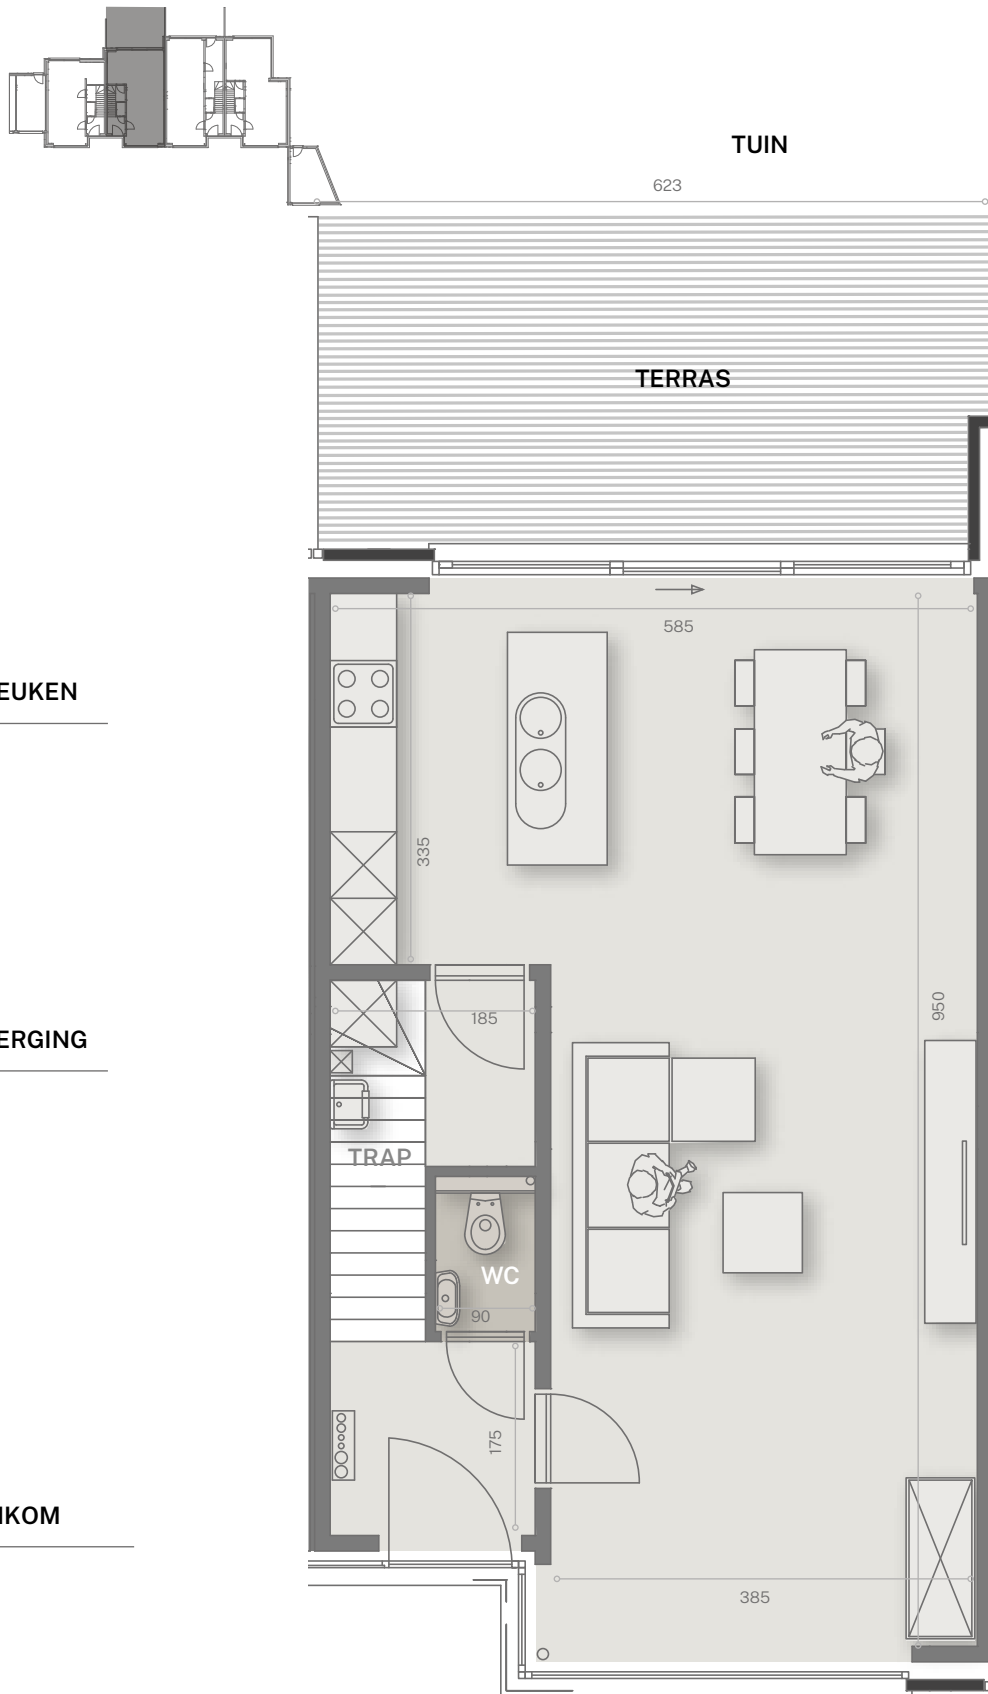 TUIN
623
TERRAS
585
EUKEN
335
950
ERGING
185
TRAP
WC
90
175
IKOM
385